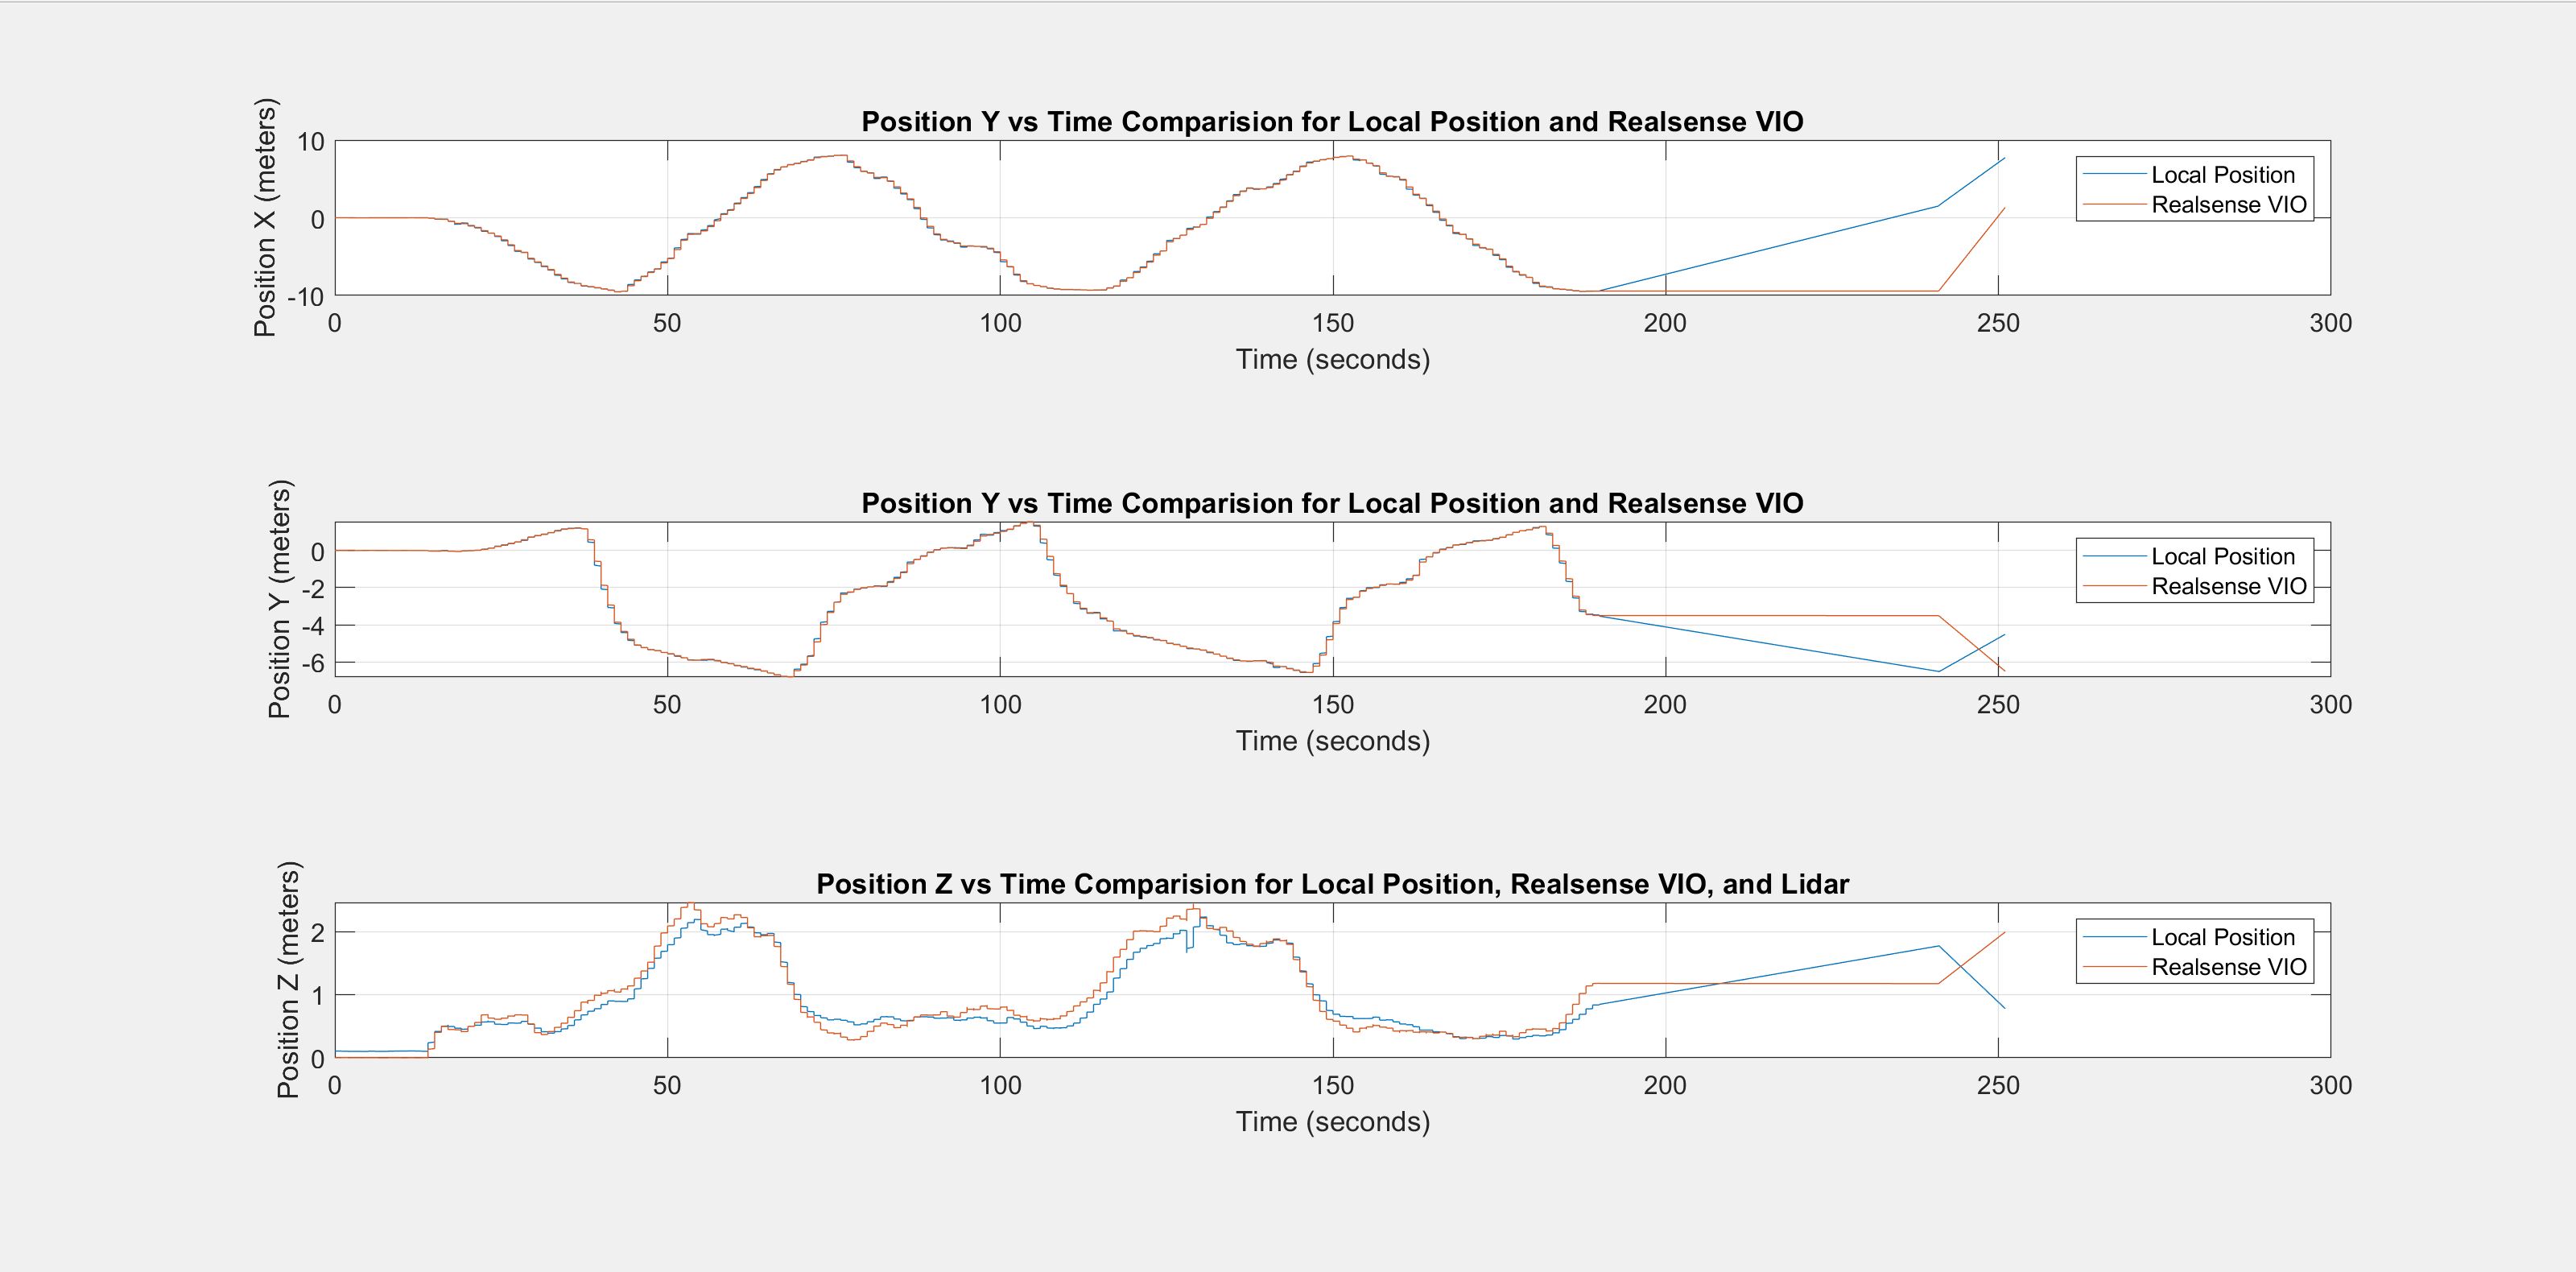 Position Y vs Time Comparision for Local Position and Realsense VIO
Position X (meters)
10
0
-10
0 50 100 150 200 250 300
Time (seconds)
Local Position
Realsense VIO
Position Y vs Time Comparision for Local Position and Realsense VIO
Position Y (meters)
0
-2
-4
-6
0 50 100 150 200 250 300
Time (seconds)
Local Position
Realsense VIO
Position Z vs Time Comparision for Local Position, Realsense VIO, and Lidar
Position Z (meters)
2
1
0
0 50 100 150 200 250 300
Time (seconds)
Local Position
Realsense VIO